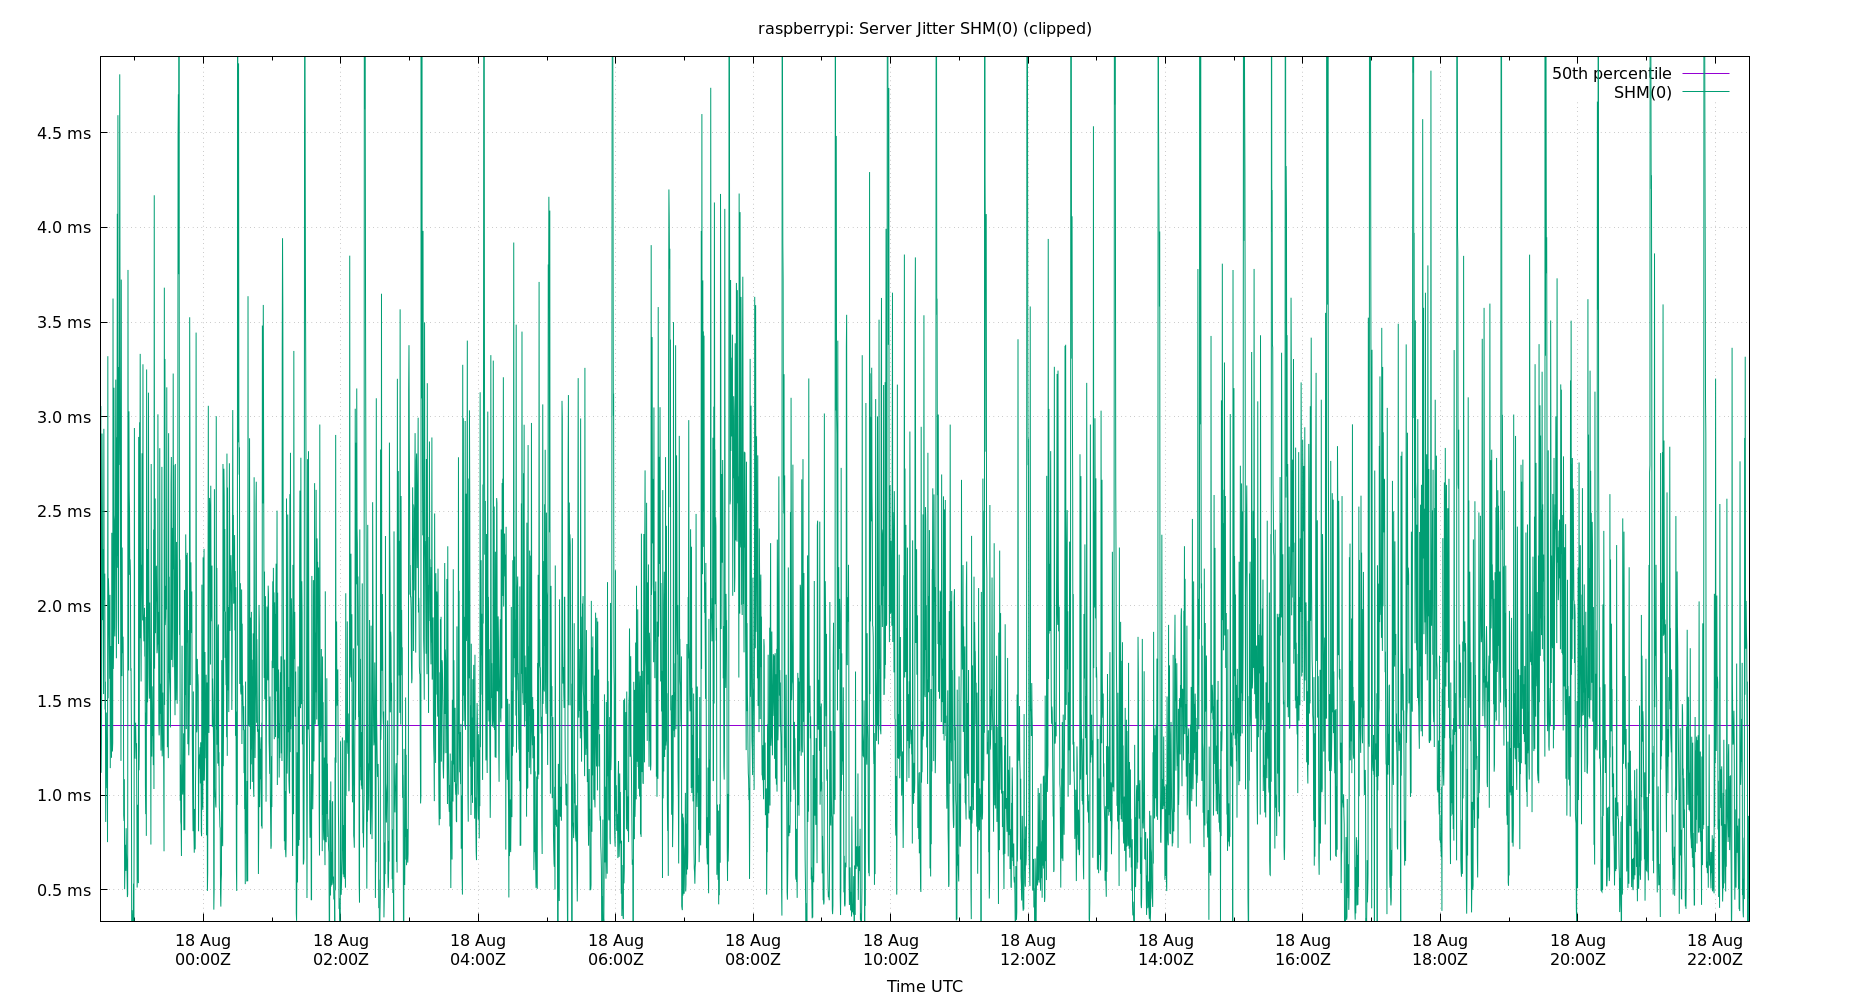 raspberrypi: Server Jitter SHM(0) (clipped)
50th percentile
SHM(0)
4.5 ms
4.0 ms
3.5 ms
3.0 ms
2.5 ms
2.0 ms
1.5 ms
1.0 ms
0.5 ms
18 Aug 18 Aug 18 Aug 18 Aug 18 Aug 18 Aug 18 Aug 18 Aug 18 Aug 18 Aug 18 Aug 18 Aug
00:00Z 02:00Z 04:00Z 06:00Z 08:00Z 10:00Z 12:00Z 14:00Z 16:00Z 18:00Z 20:00Z 22:00Z
Time UTC